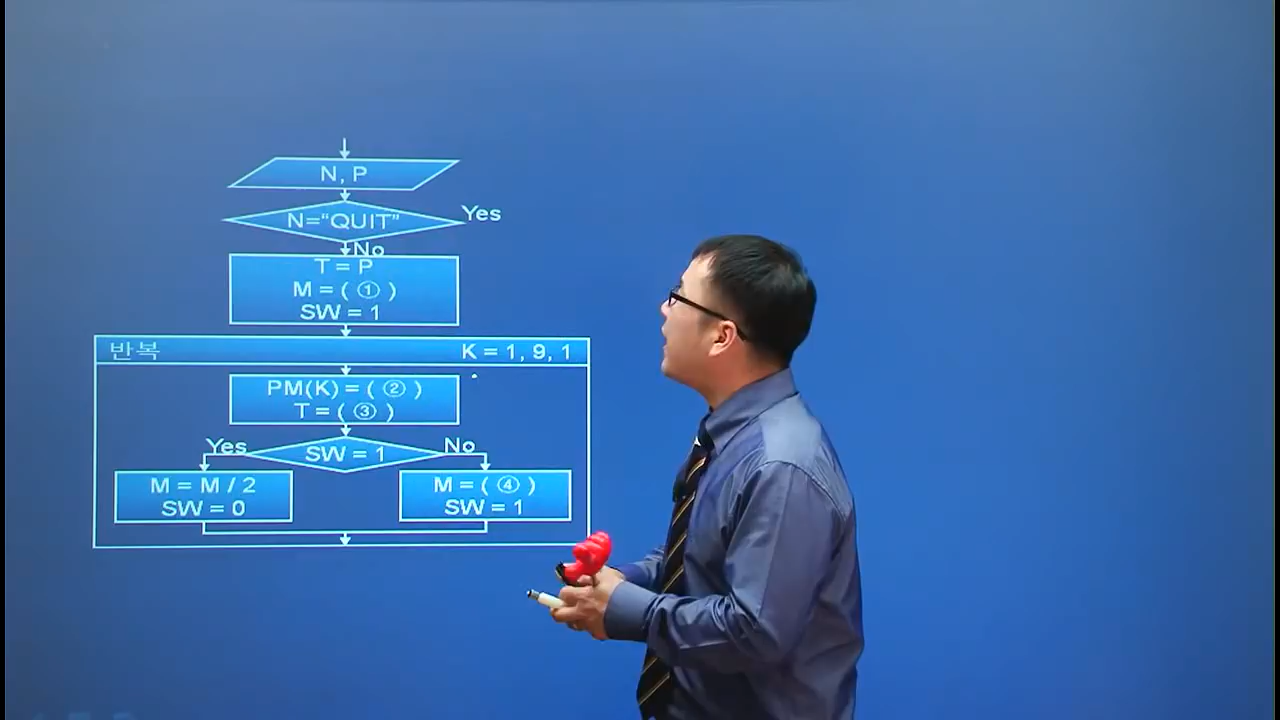 N, P
N="QUIT"
Yes
No
T = P
M = ( ① )
SW = 1
반복 K = 1, 9, 1
PM(K) = ( ② )
T = ( ③ )
Yes SW = 1 No
M = M / 2
SW = 0
M = ( ④ )
SW = 1